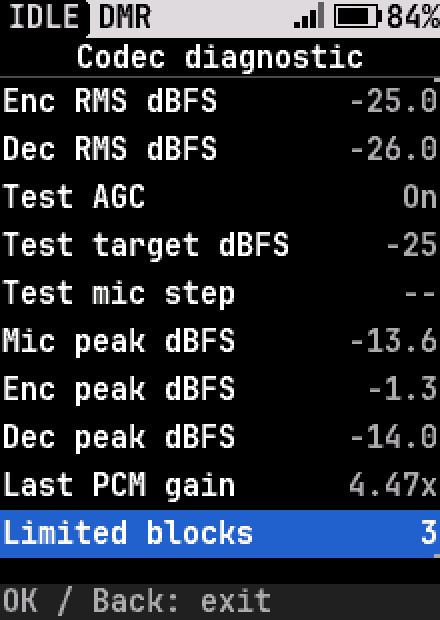 IDLE DMR 84%
Codec diagnostic
Enc RMS dBFS -25.0
Dec RMS dBFS -26.0
Test AGC On
Test target dBFS -25
Test mic step --
Mic peak dBFS -13.6
Enc peak dBFS -1.3
Dec peak dBFS -14.0
Last PCM gain 4.47x
Limited blocks 3
OK / Back: exit